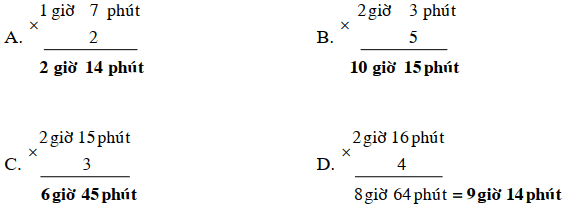 1 giờ 7 phút
×
A. 2
2 giờ 14 phút
2 giờ 3 phút
×
B. 5
10 giờ 15 phút
2 giờ 15 phút
×
C. 3
6 giờ 45 phút
2 giờ 16 phút
×
D. 4
8 giờ 64 phút = 9 giờ 14 phút